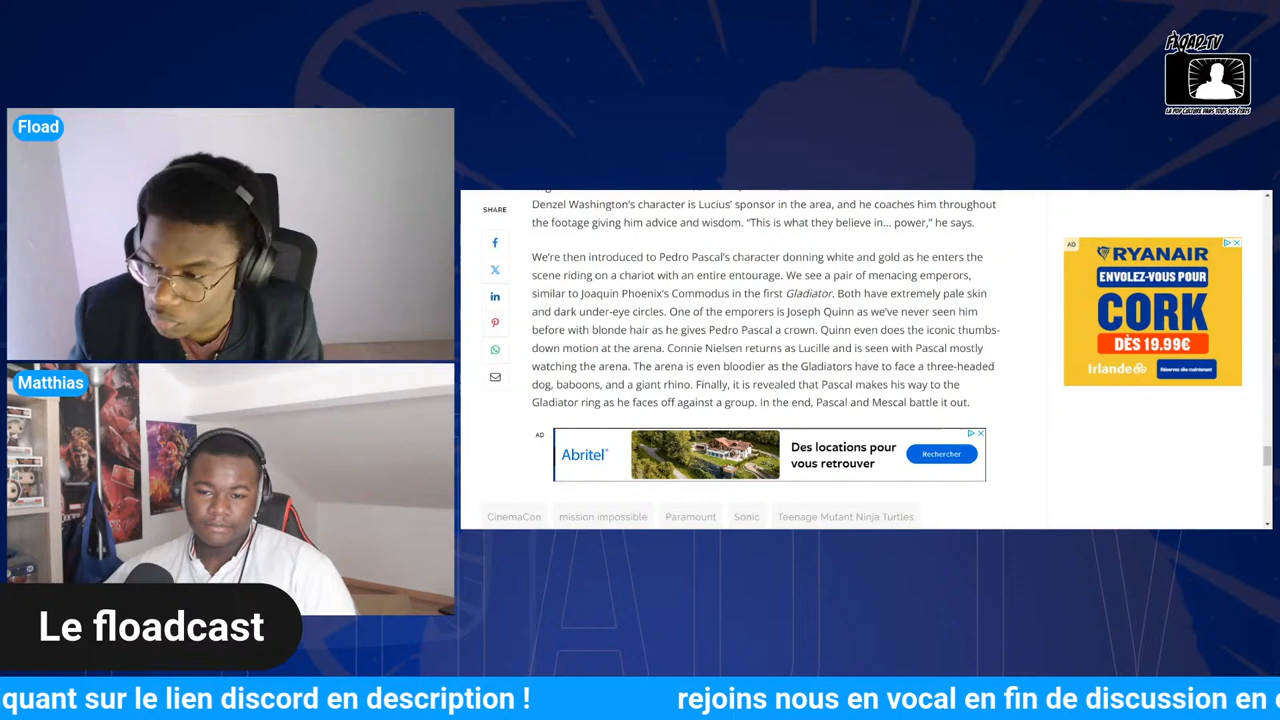 FLOAD.TV
LA POP CULTURE DANS TOUS SES ÉTATS
Fload
Matthias
Le floadcast
SHARE
Denzel Washington's character is Lucius' sponsor in the area, and he coaches him throughout
the footage giving him advice and wisdom. "This is what they believe in... power," he says.
We're then introduced to Pedro Pascal's character donning white and gold as he enters the
scene riding on a chariot with an entire entourage. We see a pair of menacing emperors,
similar to Joaquin Phoenix's Commodus in the first Gladiator. Both have extremely pale skin
and dark under-eye circles. One of the emporers is Joseph Quinn as we've never seen him
before with blonde hair as he gives Pedro Pascal a crown. Quinn even does the iconic thumbs-
down motion at the arena. Connie Nielsen returns as Lucille and is seen with Pascal mostly
watching the arena. The arena is even bloodier as the Gladiators have to face a three-headed
dog, baboons, and a giant rhino. Finally, it is revealed that Pascal makes his way to the
Gladiator ring as he faces off against a group. In the end, Pascal and Mescal battle it out.
AD
Abritel
Des locations pour
vous retrouver
Rechercher
CinemaCon mission impossible Paramount Sonic Teenage Mutant Ninja Turtles
AD
RYANAIR
ENVOLEZ-VOUS POUR
CORK
DÈS 19.99€
Irlande
Réservez dès maintenant
iquant sur le lien discord en description ! rejoins nous en vocal en fin de discussion en c